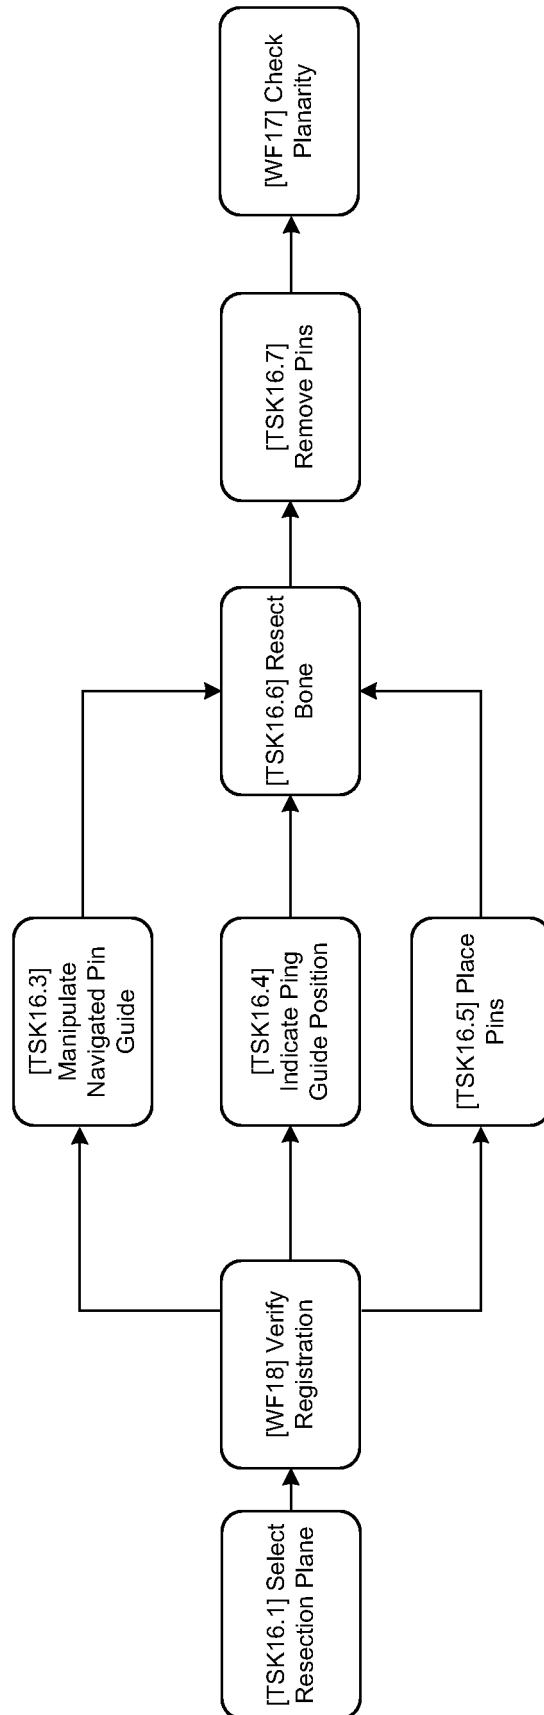 [TSK16.1] Select
Resection Plane
[WF18] Verify
Registration
[TSK16.3]
Manipulate
Navigated Pin
Guide
[TSK16.4]
Indicate Ping
Guide Position
[TSK16.5] Place
Pins
[TSK16.6] Resect
Bone
[TSK16.7]
Remove Pins
[WF17] Check
Planarity